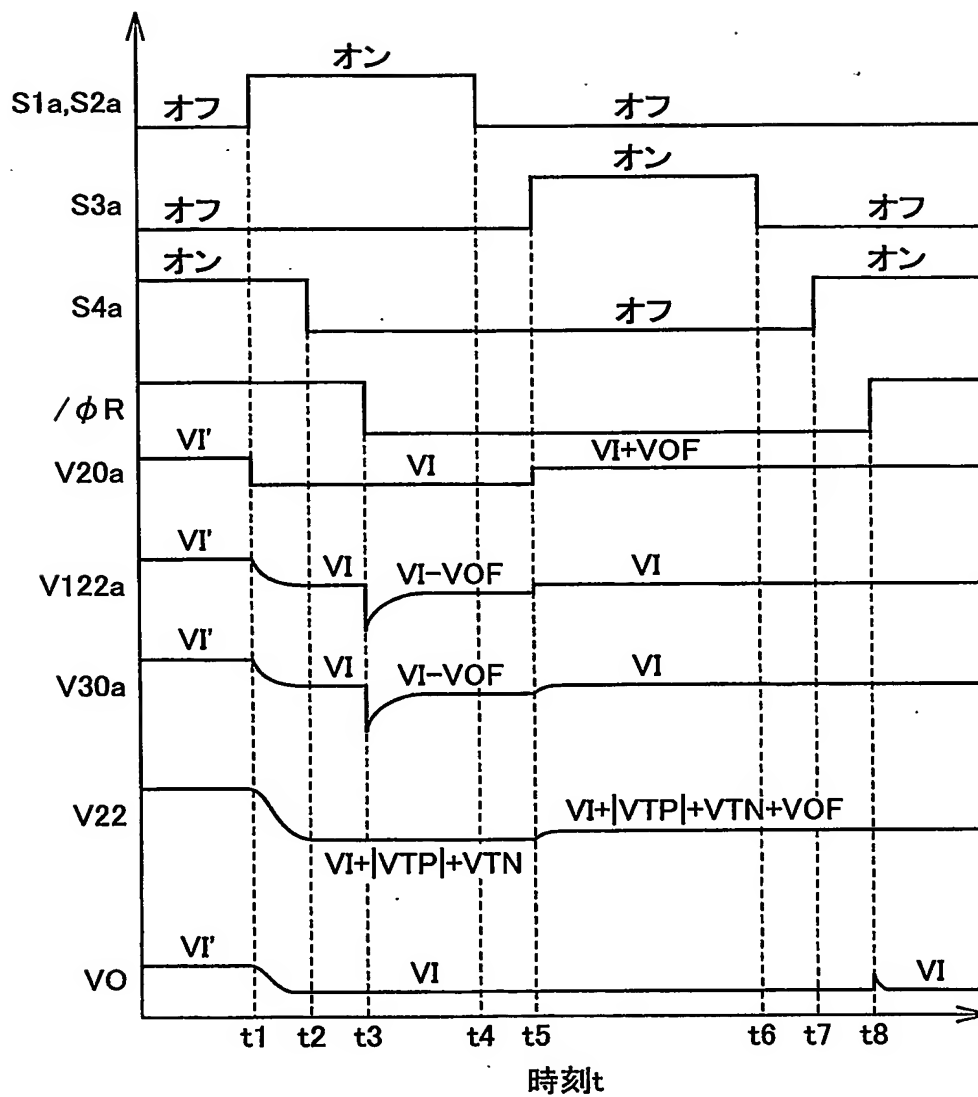 オン
S1a,S2a オフ オフ
オン
S3a オフ オフ
オン オン
S4a オフ
/φR
VI' VI VI+VOF
V20a
VI' VI VI−VOF VI
V122a
VI' VI VI−VOF VI
V30a
V22 VI+|VTP|+VTN+VOF
VI+|VTP|+VTN
VI' VI VI
VO
t1 t2 t3 t4 t5 t6 t7 t8
時刻t